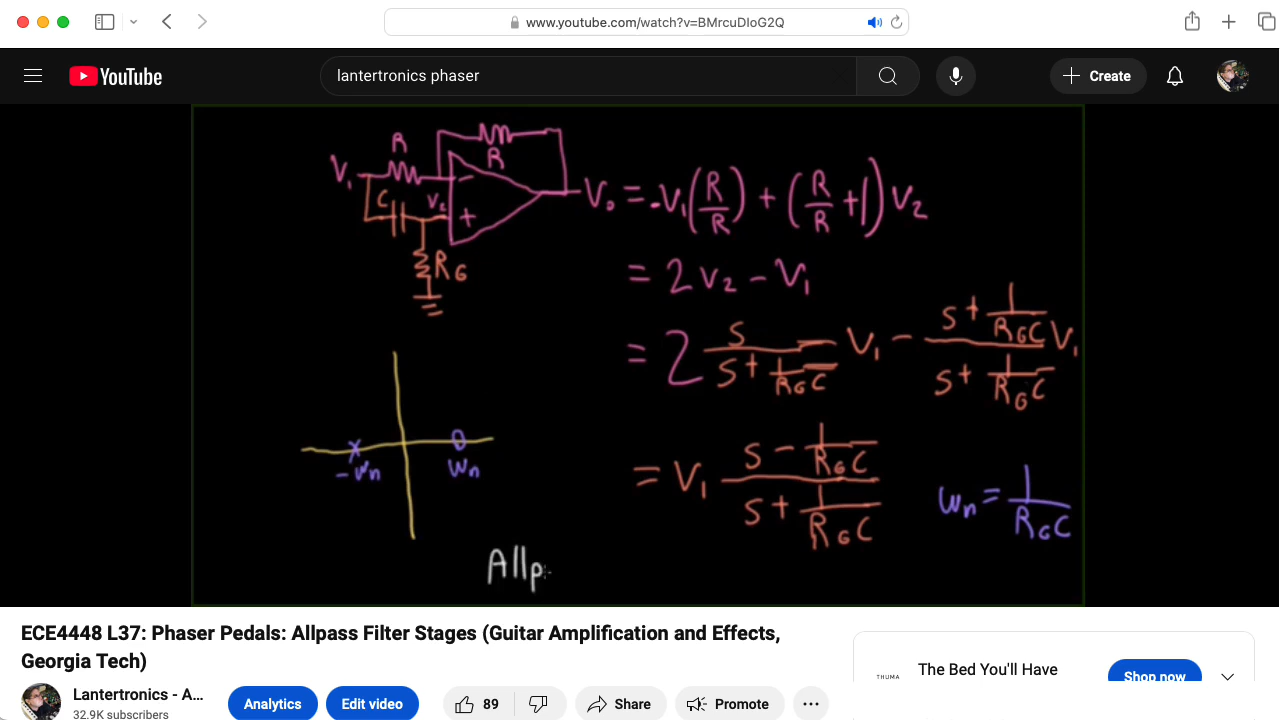 www.youtube.com/watch?v=BMrcuDIoG2Q
YouTube
lantertronics phaser
Create
R
R
V₁
C
V₂
−
+
R_G
V₀ = -V₁(R/R) + (R/R +1) V₂
= 2V₂ - V₁
= 2 s/(s + 1/(R_G C)) V₁ - (s + 1/(R_G C))/(s + 1/(R_G C)) V₁
= V₁ (s - 1/(R_G C))/(s + 1/(R_G C))
ωn = 1/(R_G C)
-ωn
ωn
Allp
ECE4448 L37: Phaser Pedals: Allpass Filter Stages (Guitar Amplification and Effects,
Georgia Tech)
Lantertronics - A...
32.9K subscribers
Analytics
Edit video
89
Share
Promote
THUMA
The Bed You'll Have
Shop now